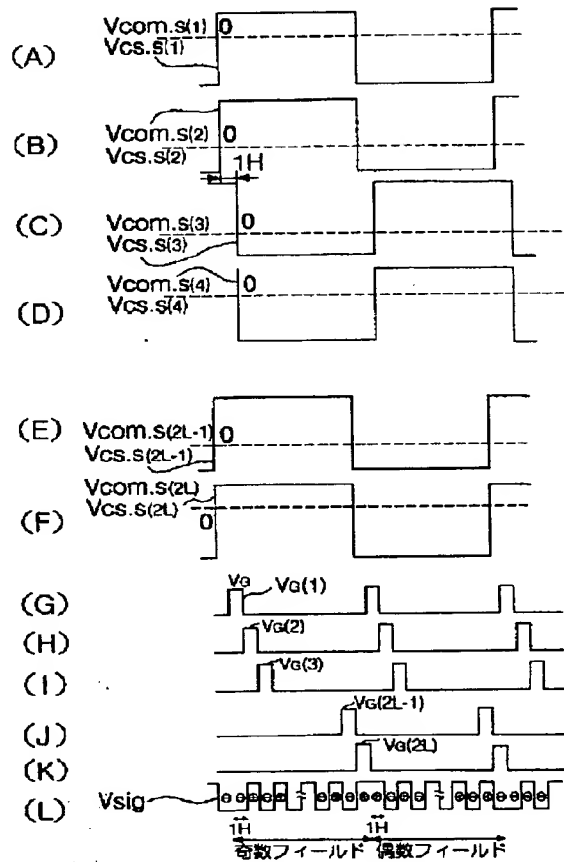 (A)
Vcom.s(1) 0
Vcs.s(1)
(B)
Vcom.s(2) 0
Vcs.s(2)
1H
(C)
Vcom.s(3) 0
Vcs.s(3)
(D)
Vcom.s(4) 0
Vcs.s(4)
(E)
Vcom.s(2L-1) 0
Vcs.s(2L-1)
(F)
Vcom.s(2L)
Vcs.s(2L)
0
(G)
VG VG(1)
(H)
VG(2)
(I)
VG(3)
(J)
VG(2L-1)
(K)
VG(2L)
(L)
Vsig
1H 1H
奇数フィールド 偶数フィールド